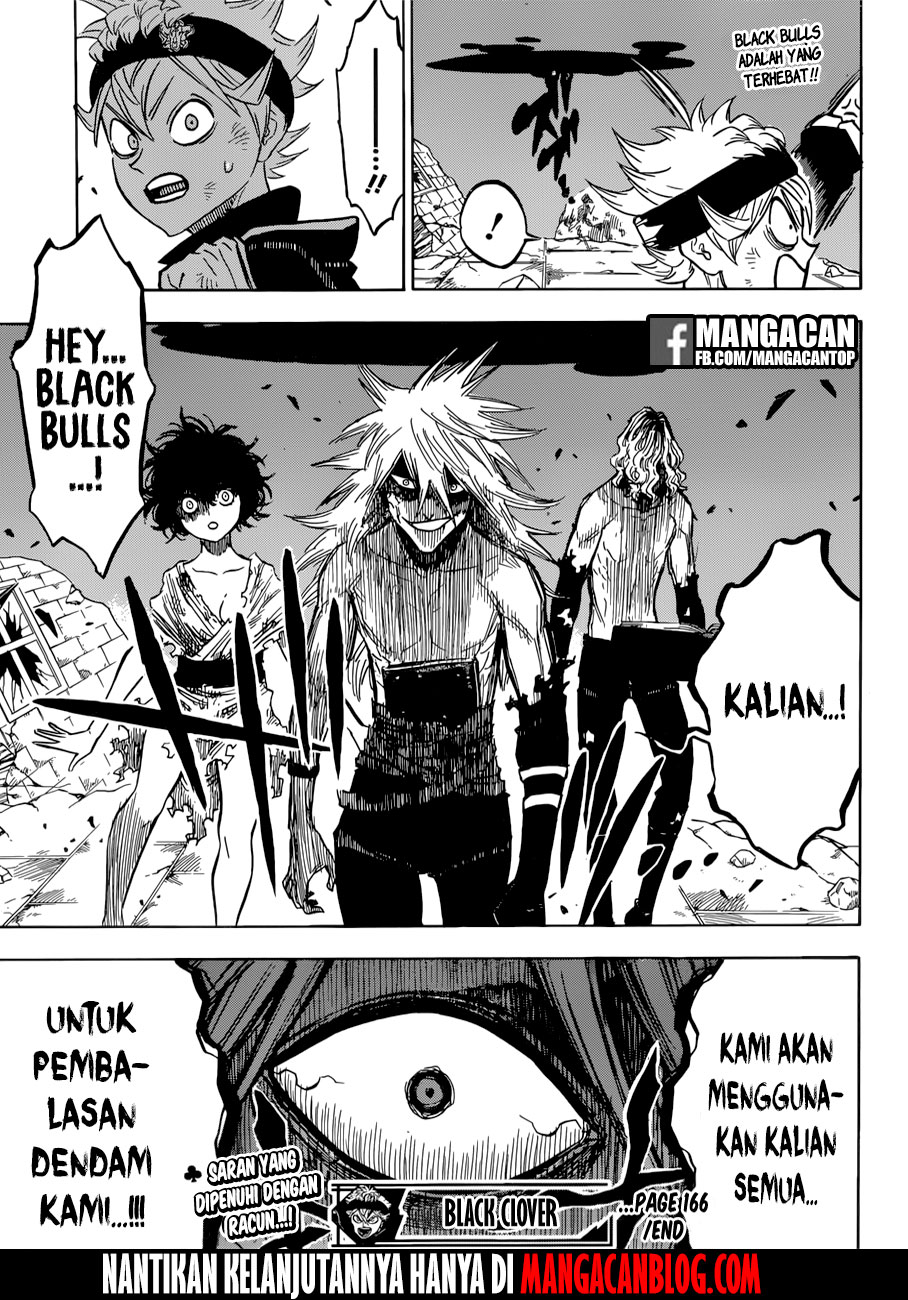 BLACK BULLS
ADALAH YANG
TERHEBAT!!
!
...!!
MANGACAN
FB.COM/MANGACANTOP
HEY...
BLACK
BULLS
....!
KALIAN...!
KAMI AKAN
MENGGUNA-
KAN KALIAN
SEMUA...
UNTUK
PEMBA-
LASAN
DENDAM
KAMI...!!!
♣ SARAN YANG
DIPENUHI DENGAN
RACUN...!
BLACK CLOVER
...PAGE 166
/END
NANTIKAN KELANJUTANNYA HANYA DI MANGACANBLOG.COM